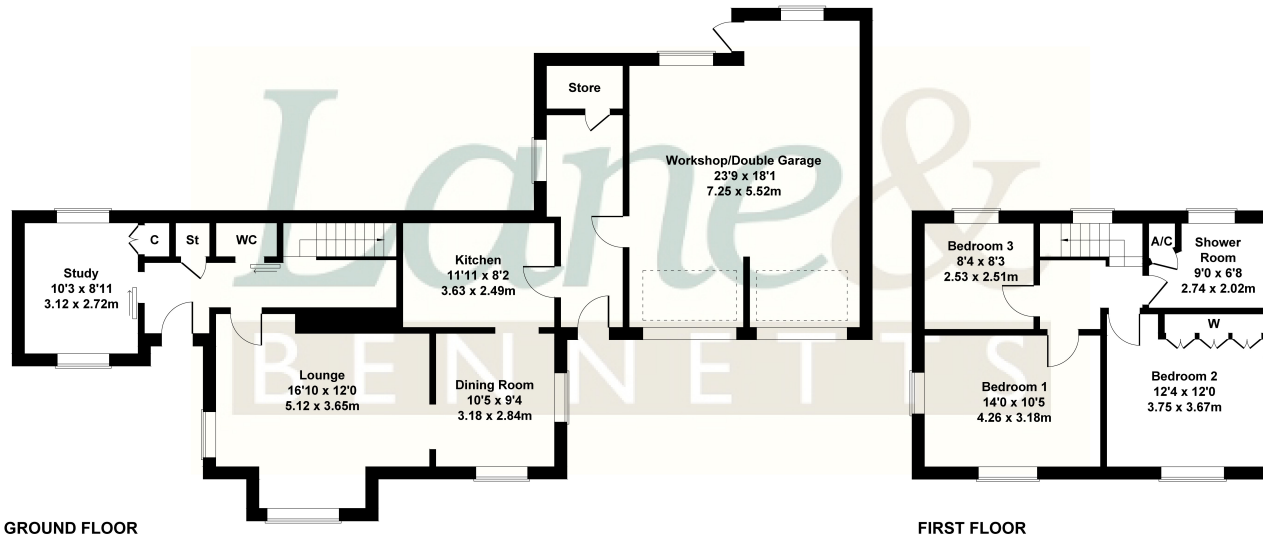 Lane &
BENNETTS
Store
Workshop/Double Garage
23'9 x 18'1
7.25 x 5.52m
Study
10'3 x 8'11
3.12 x 2.72m
C
St
WC
Kitchen
11'11 x 8'2
3.63 x 2.49m
Lounge
16'10 x 12'0
5.12 x 3.65m
Dining Room
10'5 x 9'4
3.18 x 2.84m
GROUND FLOOR
Bedroom 3
8'4 x 8'3
2.53 x 2.51m
A/C
Shower
Room
9'0 x 6'8
2.74 x 2.02m
W
Bedroom 1
14'0 x 10'5
4.26 x 3.18m
Bedroom 2
12'4 x 12'0
3.75 x 3.67m
FIRST FLOOR